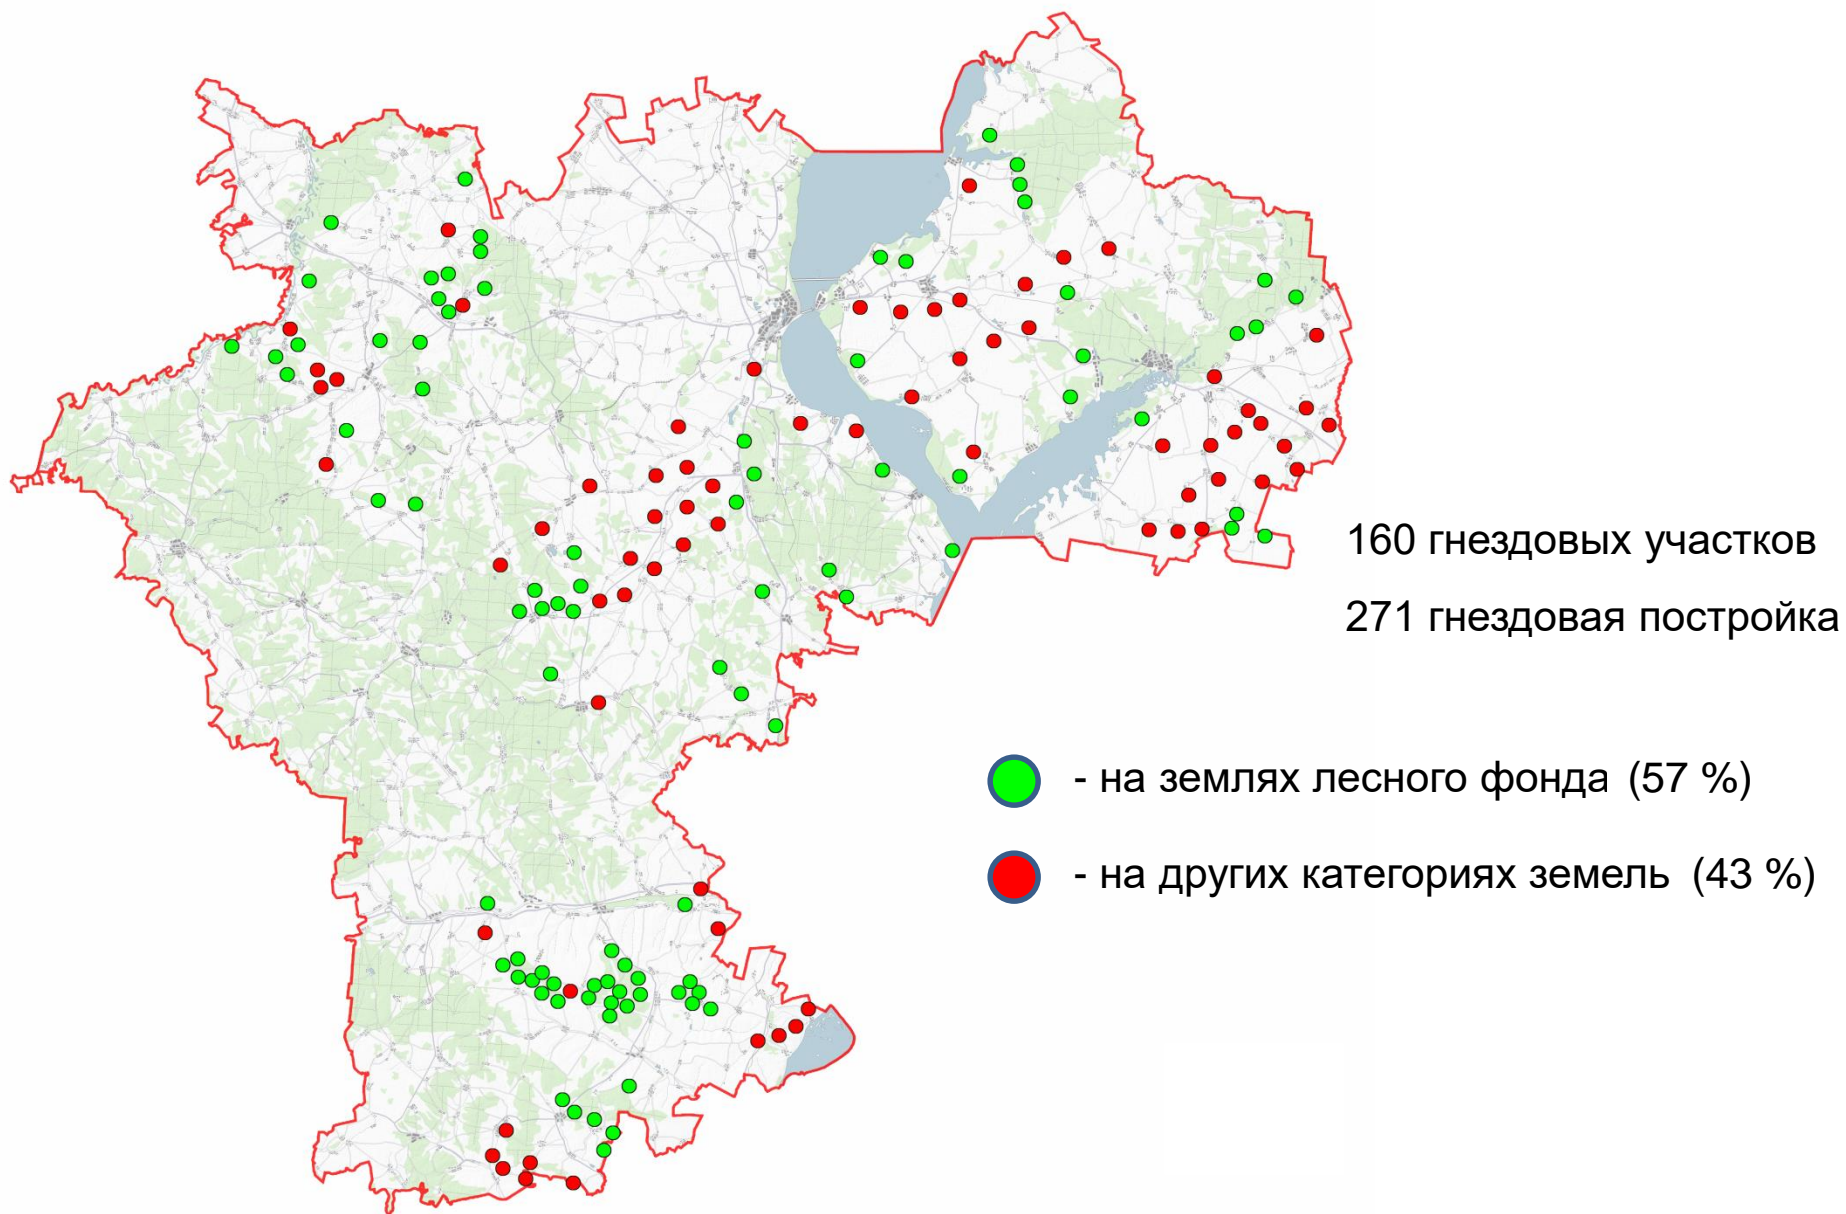 160 гнездовых участков
271 гнездовая постройка
- на землях лесного фонда (57 %)
- на других категориях земель (43 %)